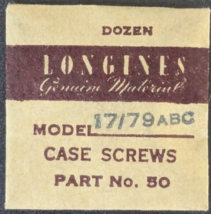 DOZEN
LONGINES
Genuine Material
MODEL 17/79ABC
CASE SCREWS
PART No. 50